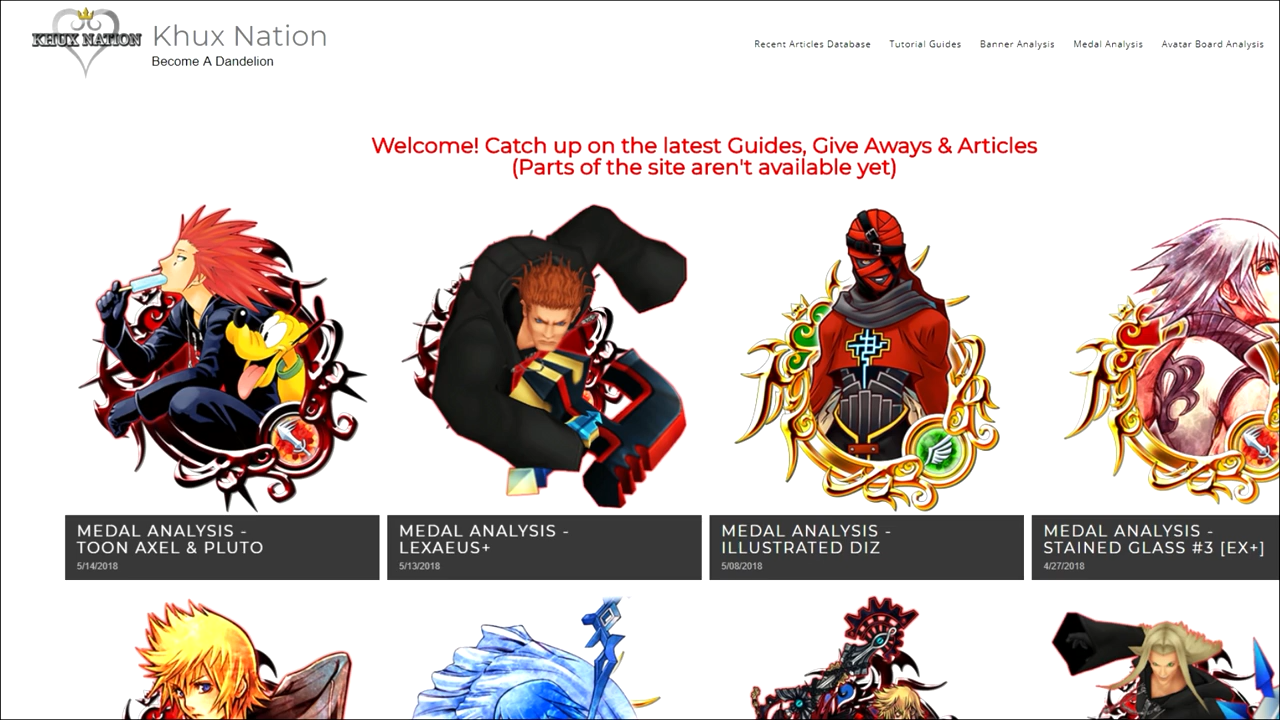 KHUX NATION
Khux Nation
Become A Dandelion
Recent Articles Database
Tutorial Guides
Banner Analysis
Medal Analysis
Avatar Board Analysis
Welcome! Catch up on the latest Guides, Give Aways & Articles
(Parts of the site aren't available yet)
MEDAL ANALYSIS -
TOON AXEL & PLUTO
5/14/2018
MEDAL ANALYSIS -
LEXAEUS+
5/13/2018
MEDAL ANALYSIS -
ILLUSTRATED DIZ
5/08/2018
MEDAL ANALYSIS -
STAINED GLASS #3 [EX+]
4/27/2018